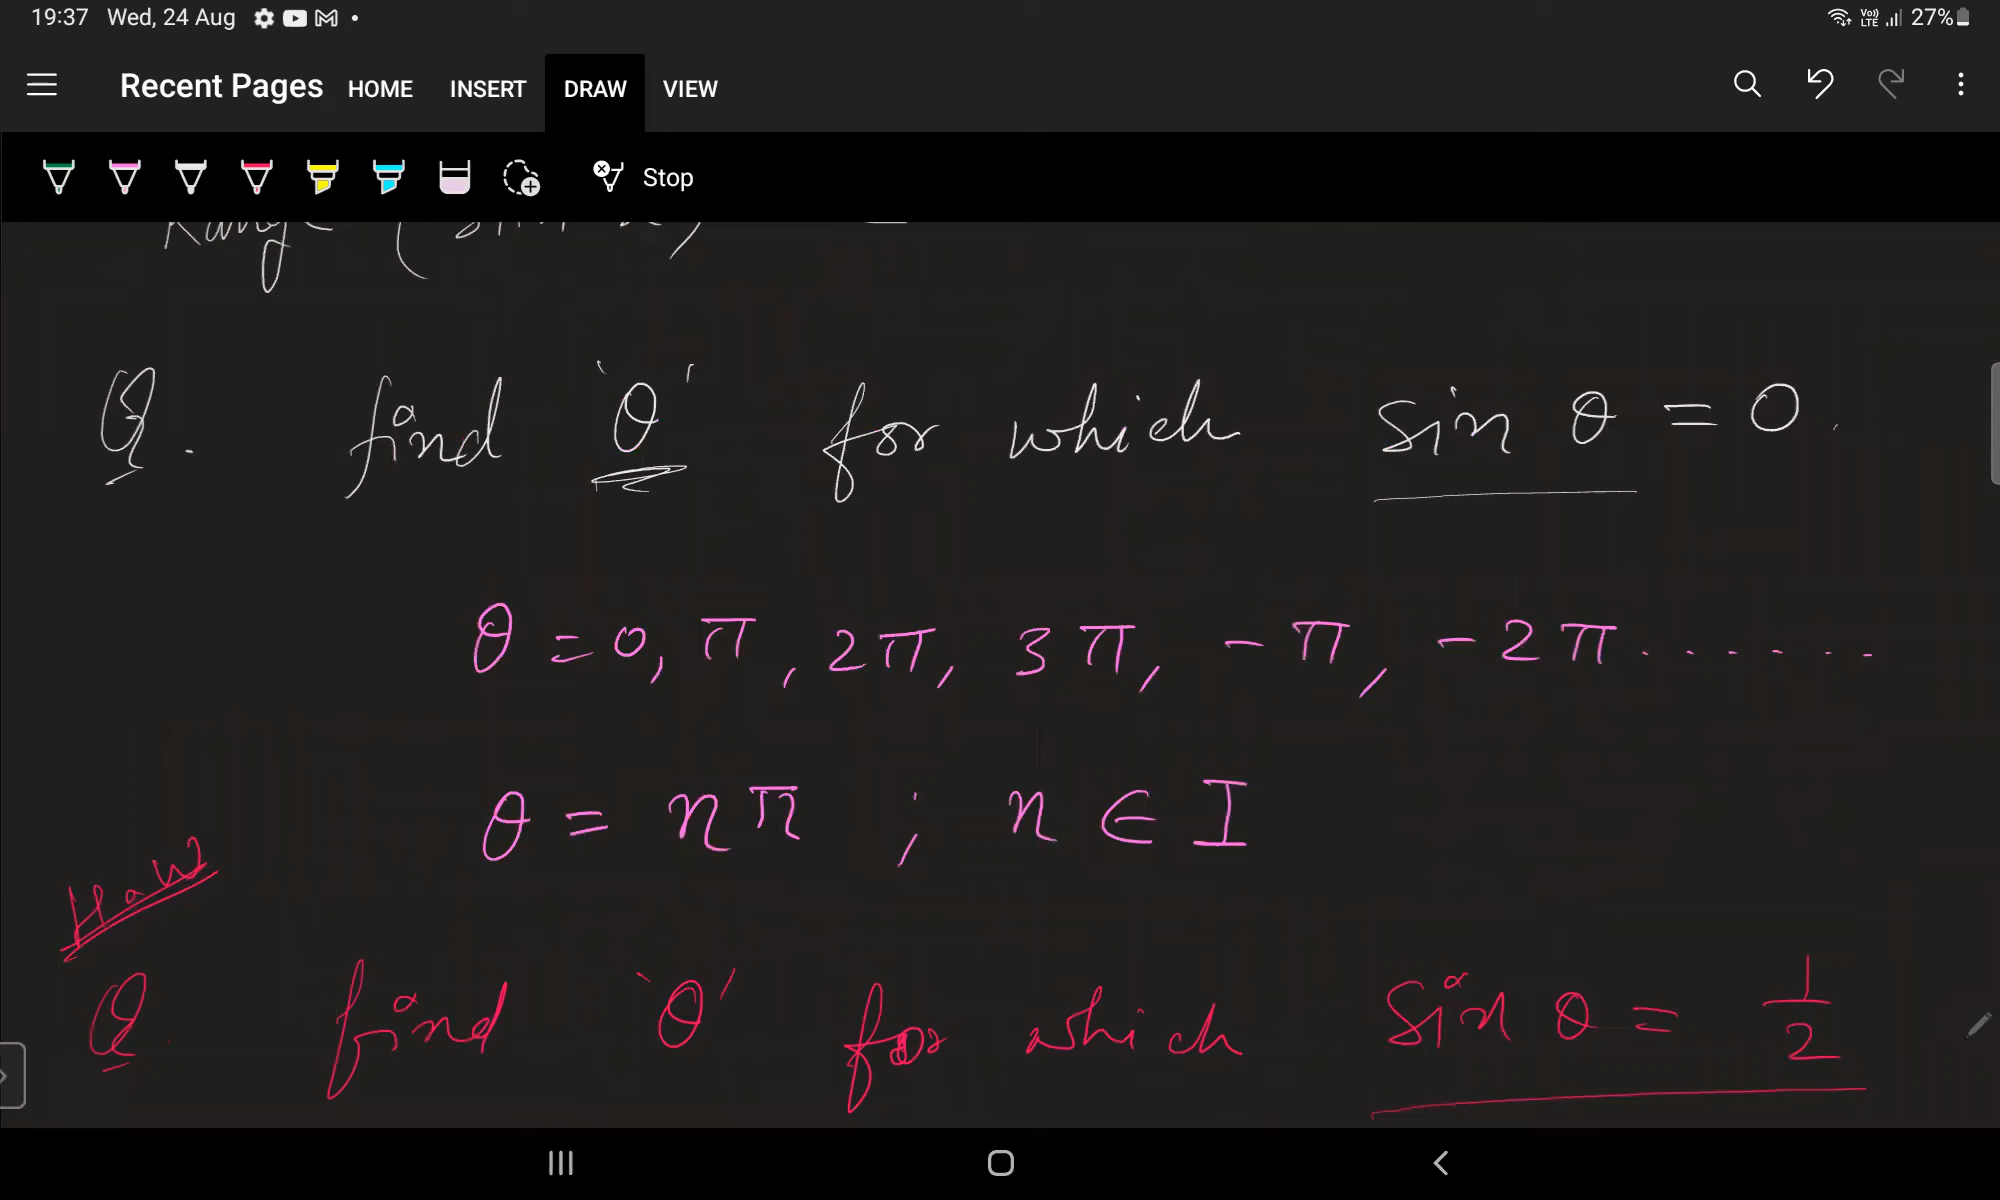 19:37 Wed, 24 Aug 27%
Recent Pages HOME INSERT DRAW VIEW
Stop
Q. find 'θ' for which sin θ = 0.
θ = 0, π, 2π, 3π, -π, -2π.......
θ = nπ ; n ∈ I
H.W
Q. find 'θ' for which sin θ = 1/2